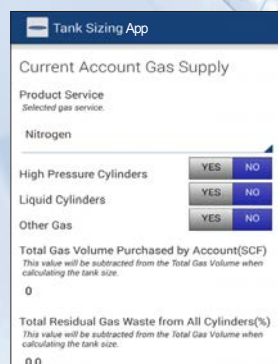 Tank Sizing App
Current Account Gas Supply
Product Service
Selected gas service.
Nitrogen
High Pressure Cylinders YES NO
Liquid Cylinders YES NO
Other Gas YES NO
Total Gas Volume Purchased by Account(SCF)
This value will be subtracted from the Total Gas Volume when
calculating the tank size.
0
Total Residual Gas Waste from All Cylinders(%)
This value will be subtracted from the Total Gas Volume when
calculating the tank size.
0.0